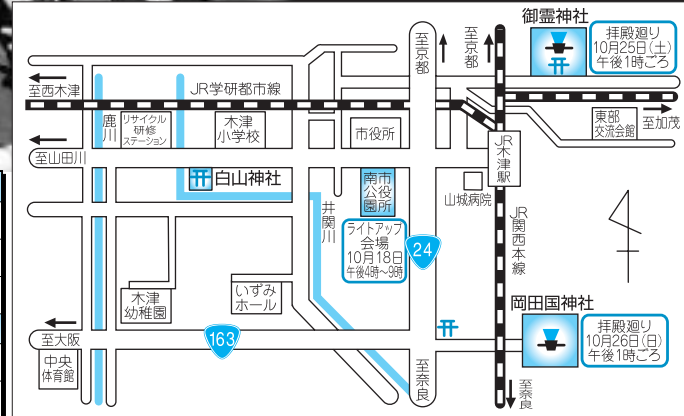 御霊神社
拝殿廻り
10月25日(土)
午後1時ごろ
至京都
至京都
至西木津
JR学研都市線
鹿川
リサイクル
研修
ステーション
木津
小学校
市役所
東部
交流会館
至加茂
至山田川
JR木津駅
白山神社
南公園
市役所
山城病院
井関川
ライトアップ
会場
10月18日
午後4時〜9時
24
JR関西本線
木津
幼稚園
いずみ
ホール
岡田国神社
拝殿廻り
10月26日(日)
午後1時ごろ
至大阪
163
中央
体育館
至奈良
至奈良